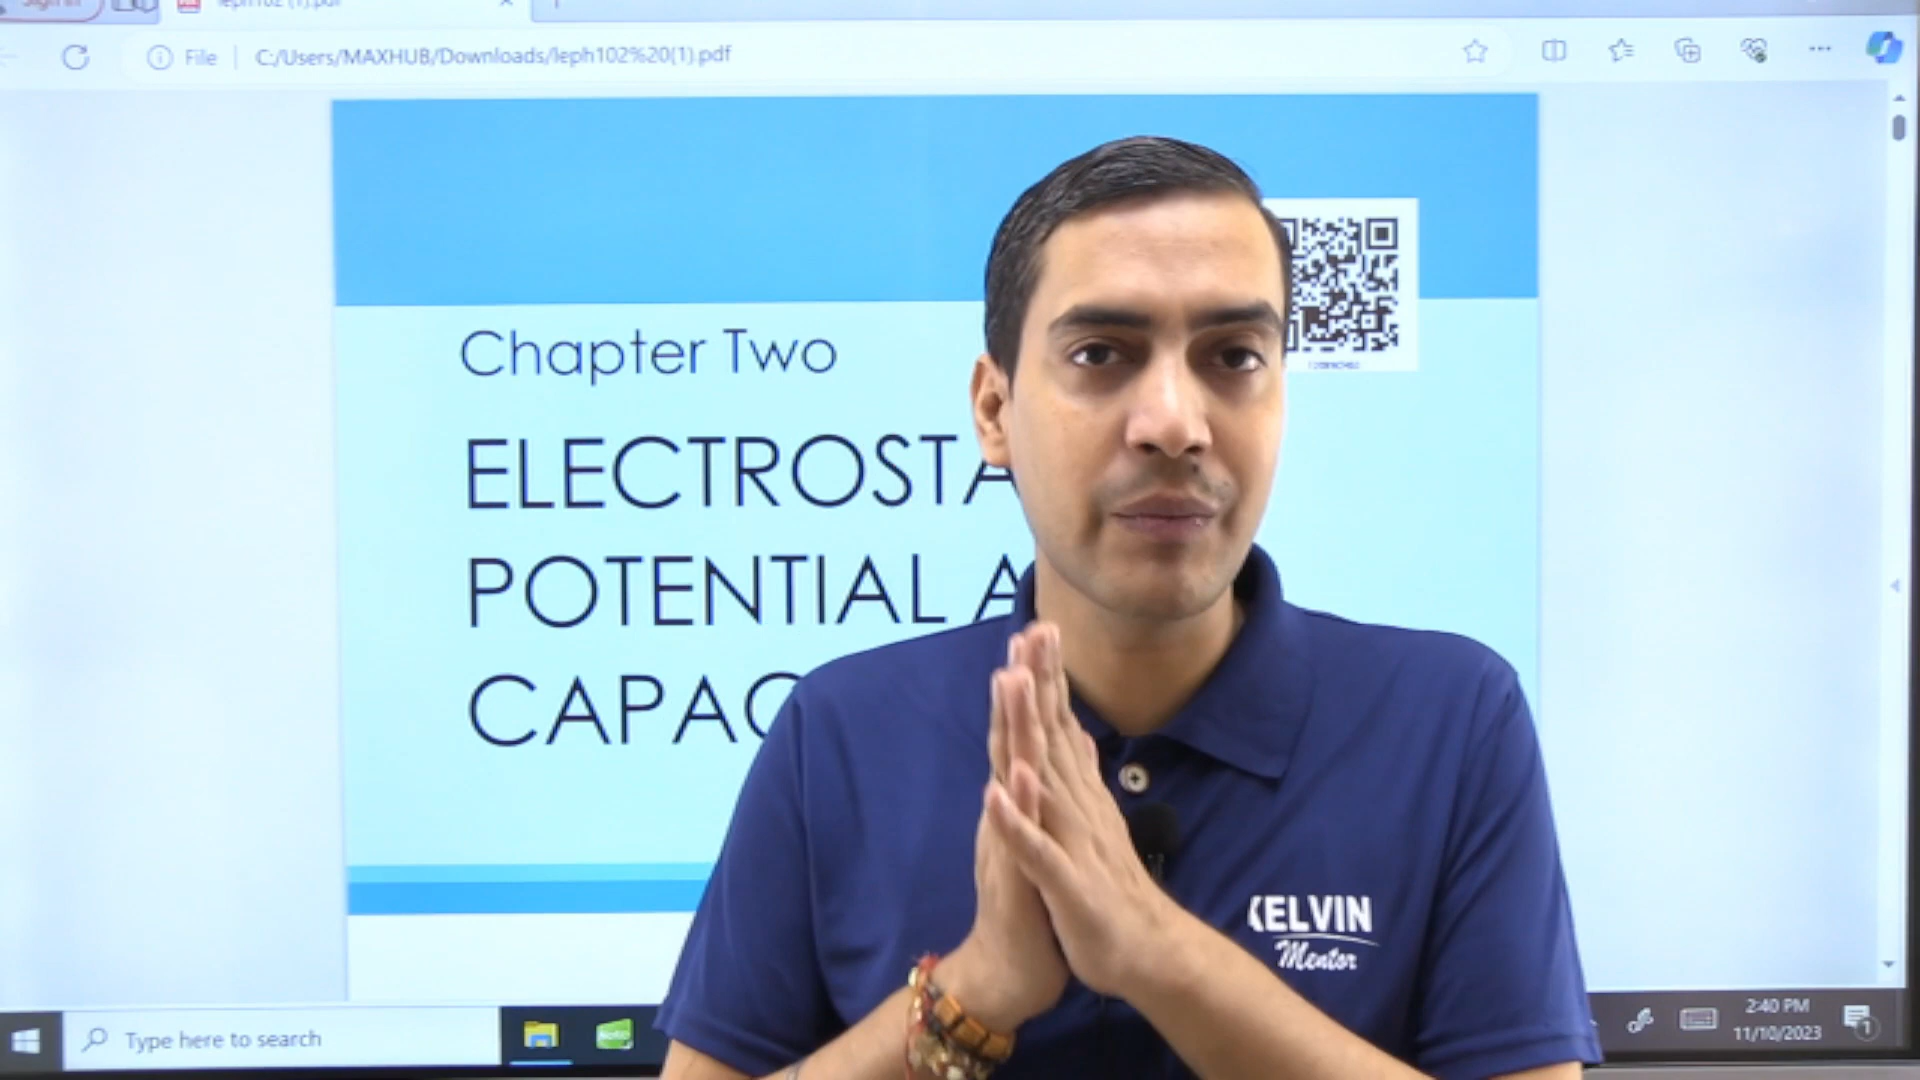 File
C:/Users/MAXHUB/Downloads/leph102%20(1).pdf
Chapter Two
ELECTROSTA
POTENTIAL A
CAPAC
KELVIN
Mentor
Type here to search
2:40 PM
11/10/2023
1